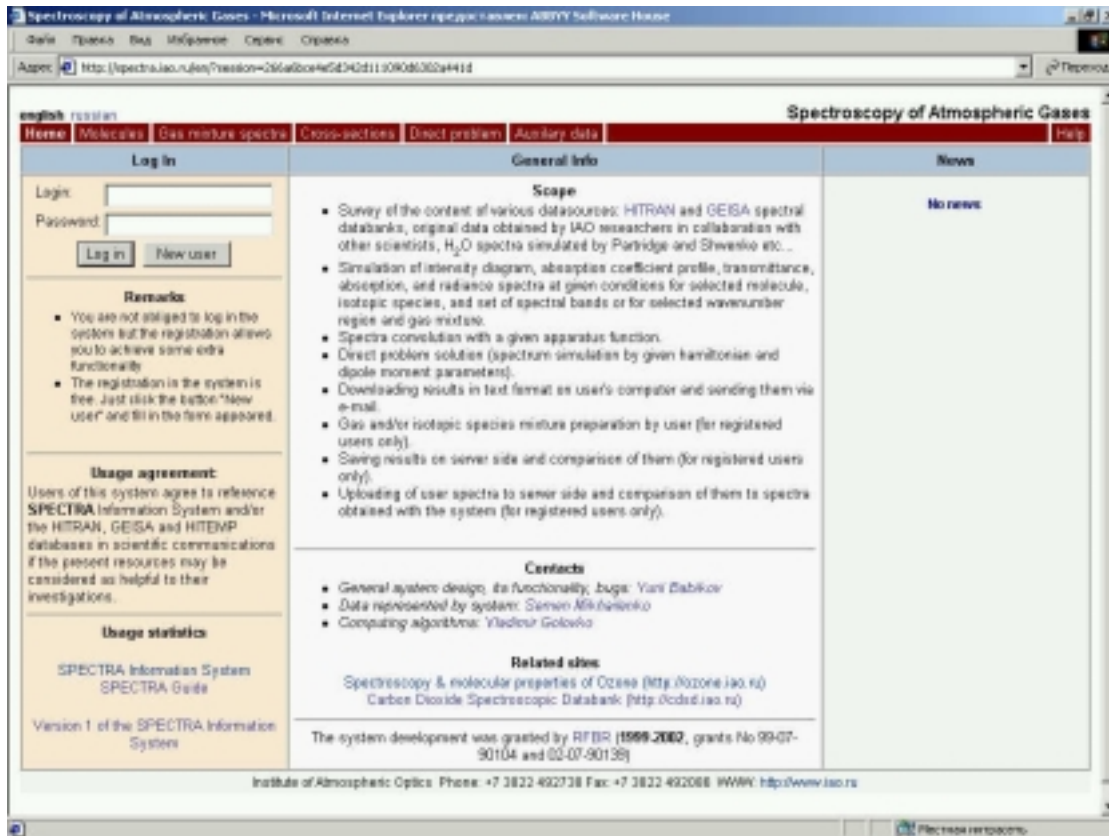 Spectroscopy of Atmospheric Gases - Microsoft Internet Explorer предоставлен ABBYY Software House
Файл Правка Вид Избранное Сервис Справка
Адрес Переход
english russian
Spectroscopy of Atmospheric Gases
Home Molecules Gas mixture spectra Cross-sections Direct problem Auxilary data Help
Log In
Login:
Password:
Log in New user
Remarks
You are not obliged to log in the
system but the registration allows
you to achieve some extra
functionality
The registration in the system is
free. Just click the button "New
user" and fill in the form appeared.
Usage agreement:
Users of this system agree to reference
SPECTRA Information System and/or
the HITRAN, GEISA and HITEMP
databases in scientific communications
if the present resources may be
considered as helpful to their
investigations.
Usage statistics
SPECTRA Information System
SPECTRA Guide
Version 1 of the SPECTRA Information
System
General Info
Scope
Survey of the content of various datasources: HITRAN and GEISA spectral
databanks, original data obtained by IAO researchers in collaboration with
other scientists, H2O spectra simulated by Partridge and Shwenke etc...
Simulation of intensity diagram, absorption coefficient profile, transmittance,
absorption, and radiance spectra at given conditions for selected molecule,
isotopic species, and set of spectral bands or for selected wavenumber
region and gas mixture.
Spectra convolution with a given apparatus function.
Direct problem solution (spectrum simulation by given hamiltonian and
dipole moment parameters).
Downloading results in text format on user's computer and sending them via
e-mail.
Gas and/or isotopic species mixture preparation by user (for registered
users only).
Saving results on server side and comparison of them (for registered users
only).
Uploading of user spectra to server side and comparison of them to spectra
obtained with the system (for registered users only).
Contacts
General system design, its functionality, bugs: Yurii Babikov
Data represented by system: Semen Mikhailenko
Computing algorithms: Vladimir Golovko
Related sites
Spectroscopy & molecular properties of Ozone (http://ozone.iao.ru)
Carbon Dioxide Spectroscopic Databank (http://cdsd.iao.ru)
The system development was granted by RFBR (1999-2002, grants No 99-07-
90104 and 02-07-90139)
News
No news
Institute of Atmospheric Optics Phone: +7 3822 492738 Fax: +7 3822 492086 WWW: http://www.iao.ru
Местная интрасеть